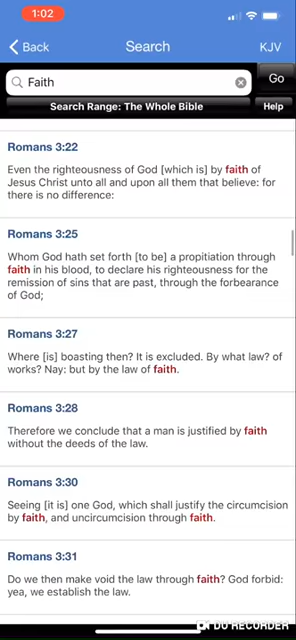 1:02
Back
Search
KJV
Faith
Go
Search Range: The Whole Bible
Help
Romans 3:22
Even the righteousness of God [which is] by faith of
Jesus Christ unto all and upon all them that believe: for
there is no difference:
Romans 3:25
Whom God hath set forth [to be] a propitiation through
faith in his blood, to declare his righteousness for the
remission of sins that are past, through the forbearance
of God;
Romans 3:27
Where [is] boasting then? It is excluded. By what law? of
works? Nay: but by the law of faith.
Romans 3:28
Therefore we conclude that a man is justified by faith
without the deeds of the law.
Romans 3:30
Seeing [it is] one God, which shall justify the circumcision
by faith, and uncircumcision through faith.
Romans 3:31
Do we then make void the law through faith? God forbid:
yea, we establish the law.
DU RECORDER